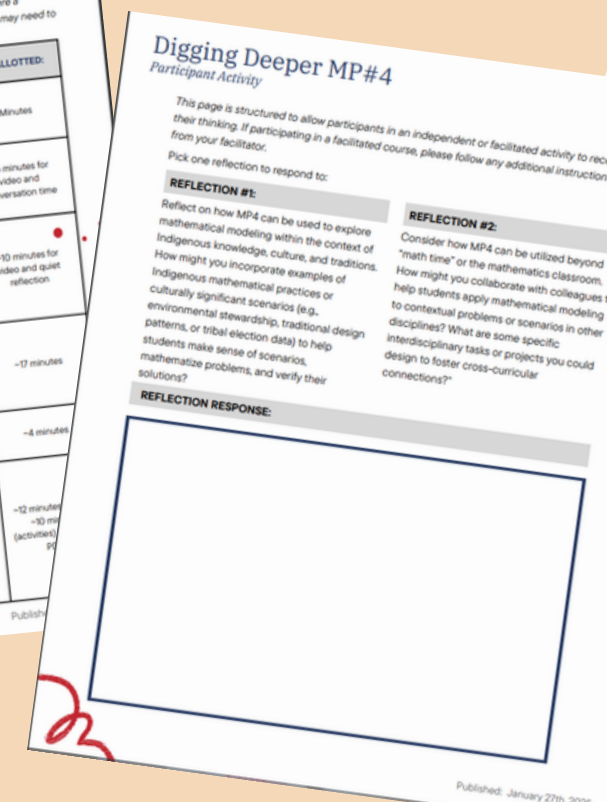 may need to
ALLOTTED:
Minutes
minutes for
video and
versation time
10 minutes for
video and quiet
reflection
~17 minutes
~4 minutes
~12 minutes
~10
(activities)
Digging Deeper MP#4
Participant Activity
This page is structured to allow participants in an independent or facilitated activity to
their thinking. If participating in a facilitated course, please follow any additional
from your facilitator.
Pick one reflection to respond to:
REFLECTION #1:
Reflect on how MP4 can be used to explore
mathematical modeling within the context of
Indigenous knowledge, culture, and traditions.
How might you incorporate examples of
Indigenous mathematical practices or
culturally significant scenarios (e.g.,
environmental stewardship, traditional design
patterns, or tribal election data) to help
students make sense of scenarios,
mathematize problems, and verify their
solutions?
REFLECTION #2:
Consider how MP4 can be utilized beyond
"math time" or the mathematics classroom.
How might you collaborate with colleagues
help students apply mathematical modeling
to contextual problems or scenarios in other
disciplines? What are some specific
interdisciplinary tasks or projects you could
design to foster cross-curricular
connections?"
REFLECTION RESPONSE:
Published: January 27th,